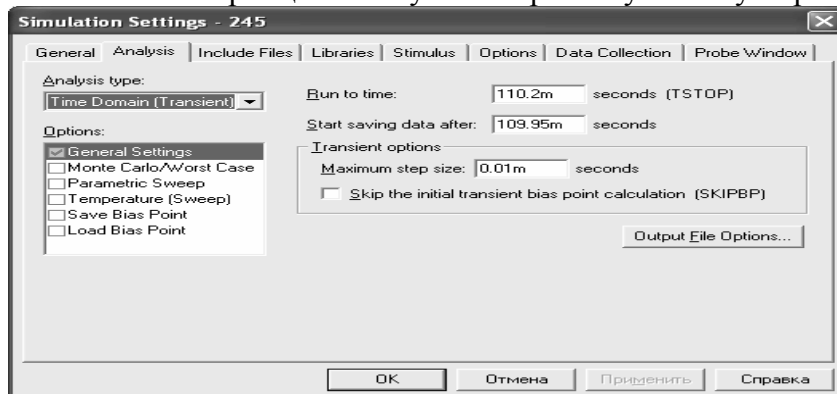 Simulation Settings - 245
General Analysis Include Files Libraries Stimulus Options Data Collection Probe Window
Analysis type:
Time Domain (Transient)
Options:
General Settings
Monte Carlo/Worst Case
Parametric Sweep
Temperature (Sweep)
Save Bias Point
Load Bias Point
Run to time: 110.2m seconds (TSTOP)
Start saving data after: 109.95m seconds
Transient options
Maximum step size: 0.01m seconds
Skip the initial transient bias point calculation (SKIPBP)
Output File Options...
OK Отмена Применить Справка